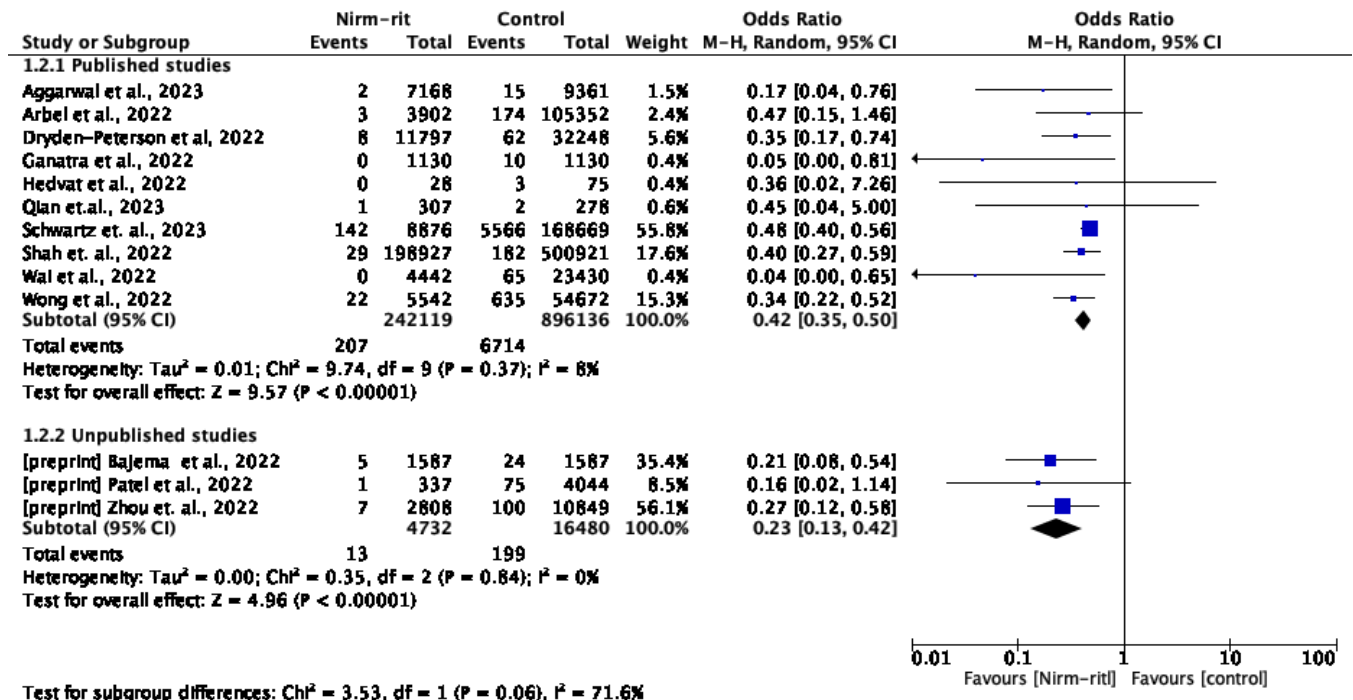 Nirm-rit Control Odds Ratio Odds Ratio
Study or Subgroup Events Total Events Total Weight M-H, Random, 95% CI M-H, Random, 95% CI
1.2.1 Published studies
Aggarwal et al., 2023 2 7168 15 9361 1.5% 0.17 [0.04, 0.76]
Arbel et al., 2022 3 3902 174 105352 2.4% 0.47 [0.15, 1.46]
Dryden-Peterson et al, 2022 8 11797 62 32248 5.6% 0.35 [0.17, 0.74]
Ganatra et al., 2022 0 1130 10 1130 0.4% 0.05 [0.00, 0.81]
Hedvat et al., 2022 0 28 3 75 0.4% 0.36 [0.02, 7.26]
Qian et.al., 2023 1 307 2 278 0.6% 0.45 [0.04, 5.00]
Schwartz et. al., 2023 142 8876 5566 168669 55.8% 0.48 [0.40, 0.56]
Shah et. al., 2022 29 198927 182 500921 17.6% 0.40 [0.27, 0.59]
Wai et al., 2022 0 4442 65 23430 0.4% 0.04 [0.00, 0.65]
Wong et al., 2022 22 5542 635 54672 15.3% 0.34 [0.22, 0.52]
Subtotal (95% CI) 242119 896136 100.0% 0.42 [0.35, 0.50]
Total events 207 6714
Heterogeneity: Tau² = 0.01; Chi² = 9.74, df = 9 (P = 0.37); I² = 8%
Test for overall effect: Z = 9.57 (P < 0.00001)
1.2.2 Unpublished studies
[preprint] Bajema et al., 2022 5 1587 24 1587 35.4% 0.21 [0.08, 0.54]
[preprint] Patel et al., 2022 1 337 75 4044 8.5% 0.16 [0.02, 1.14]
[preprint] Zhou et. al., 2022 7 2808 100 10849 56.1% 0.27 [0.12, 0.58]
Subtotal (95% CI) 4732 16480 100.0% 0.23 [0.13, 0.42]
Total events 13 199
Heterogeneity: Tau² = 0.00; Chi² = 0.35, df = 2 (P = 0.84); I² = 0%
Test for overall effect: Z = 4.96 (P < 0.00001)
0.01 0.1 1 10 100
Favours [Nirm-rit] Favours [control]
Test for subgroup differences: Chi² = 3.53, df = 1 (P = 0.06), I² = 71.6%